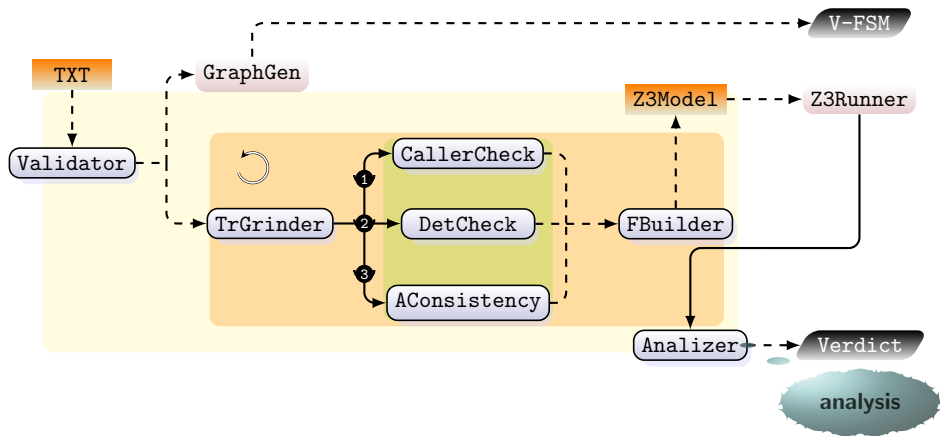 V-FSM
TXT
GraphGen
Z3Model
Z3Runner
Validator
CallerCheck
1
TrGrinder
2
DetCheck
FBuilder
3
AConsistency
Analizer
Verdict
analysis